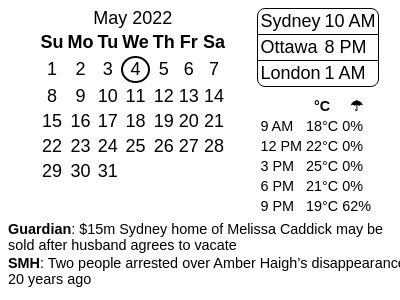 May 2022
Su Mo Tu We Th Fr Sa
1 2 3 4 5 6 7
8 9 10 11 12 13 14
15 16 17 18 19 20 21
22 23 24 25 26 27 28
29 30 31
Sydney 10 AM
Ottawa 8 PM
London 1 AM
°C ☂
9 AM 18°C 0%
12 PM 22°C 0%
3 PM 25°C 0%
6 PM 21°C 0%
9 PM 19°C 62%
Guardian: $15m Sydney home of Melissa Caddick may be
sold after husband agrees to vacate
SMH: Two people arrested over Amber Haigh’s disappearance
20 years ago